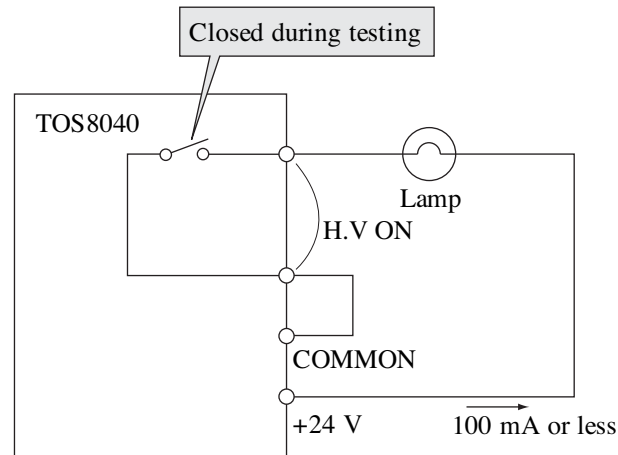 Closed during testing
TOS8040
Lamp
H.V ON
COMMON
+24 V
100 mA or less